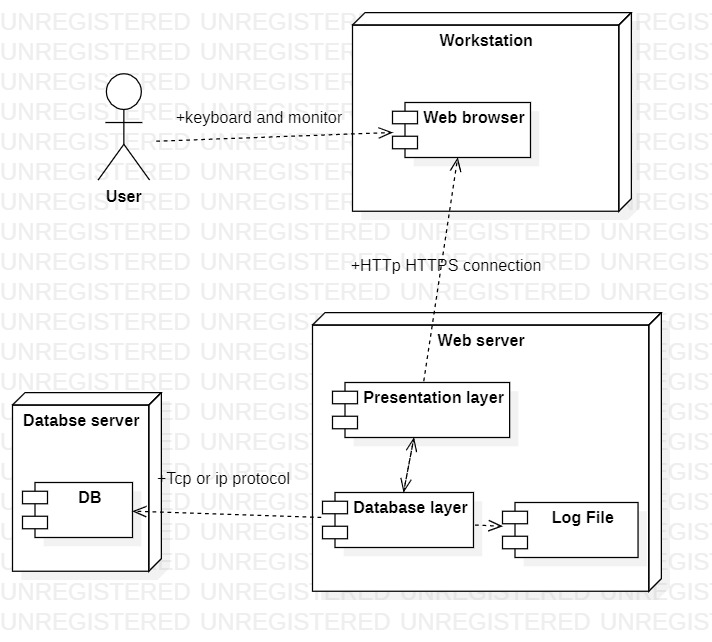 Workstation
+keyboard and monitor
Web browser
User
+HTTp HTTPS connection
Web server
Presentation layer
Databse server
+Tcp or ip protocol
DB
Database layer
Log File
UNREGISTERED